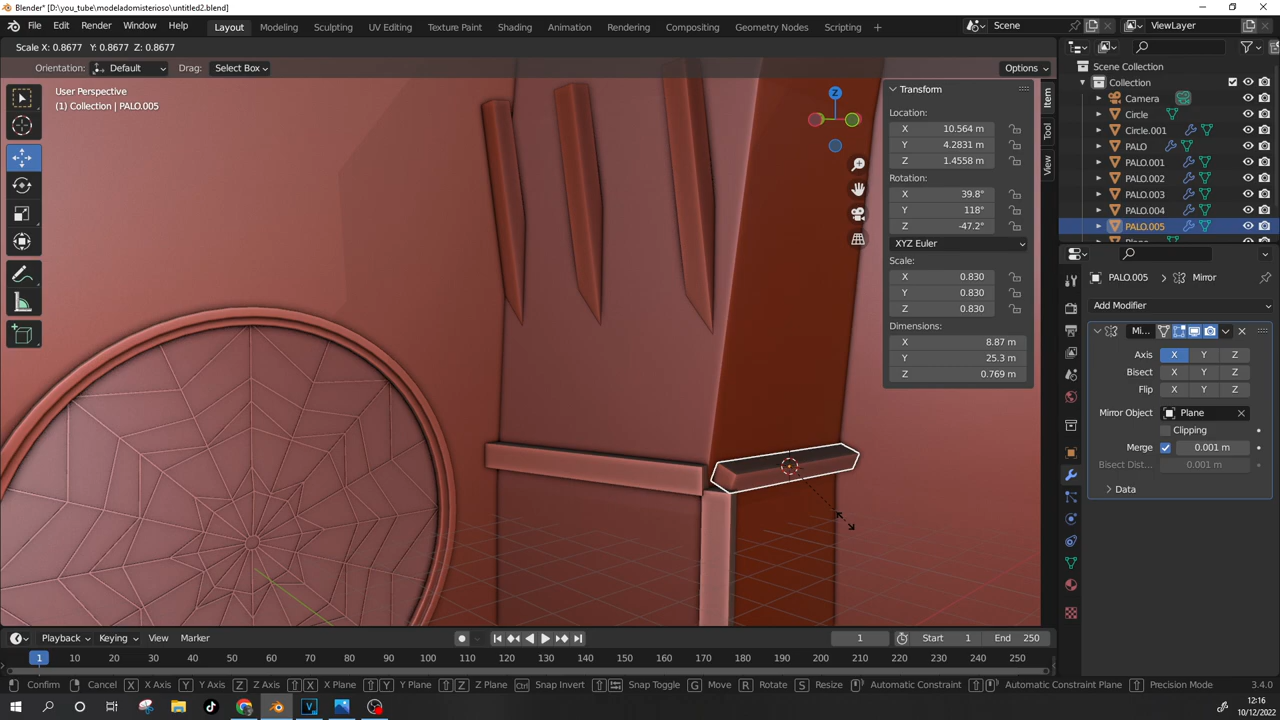 Blender* [D:\you_tube\modeladomisterioso\untitled2.blend]
File Edit Render Window Help Layout Modeling Sculpting UV Editing Texture Paint Shading Animation Rendering Compositing Geometry Nodes Scripting Scene ViewLayer
Scale X: 0.8677 Y: 0.8677 Z: 0.8677
Orientation: Default Drag: Select Box Options
User Perspective
(1) Collection | PALO.005
Transform
Location:
X 10.564 m
Y 4.2831 m
Z 1.4558 m
Rotation:
X 39.8°
Y 118°
Z -47.2°
XYZ Euler
Scale:
X 0.830
Y 0.830
Z 0.830
Dimensions:
X 8.87 m
Y 25.3 m
Z 0.769 m
Item
Tool
View
Z
Scene Collection
Collection
Camera
Circle
Circle.001
PALO
PALO.001
PALO.002
PALO.003
PALO.004
PALO.005
PALO.005 Mirror
Add Modifier
Mi...
Axis X Y Z
Bisect X Y Z
Flip X Y Z
Mirror Object Plane
Clipping
Merge 0.001 m
Bisect Dist... 0.001 m
Data
Playback Keying View Marker 1 Start 1 End 250
1 10 20 30 40 50 60 70 80 90 100 110 120 130 140 150 160 170 180 190 200 210 220 230 240 250
Confirm Cancel X X Axis Y Y Axis Z Z Axis X X Plane Y Y Plane Z Z Plane Ctrl Snap Invert Snap Toggle G Move R Rotate S Resize Automatic Constraint Automatic Constraint Plane Precision Mode 3.4.0
12:16
10/12/2022